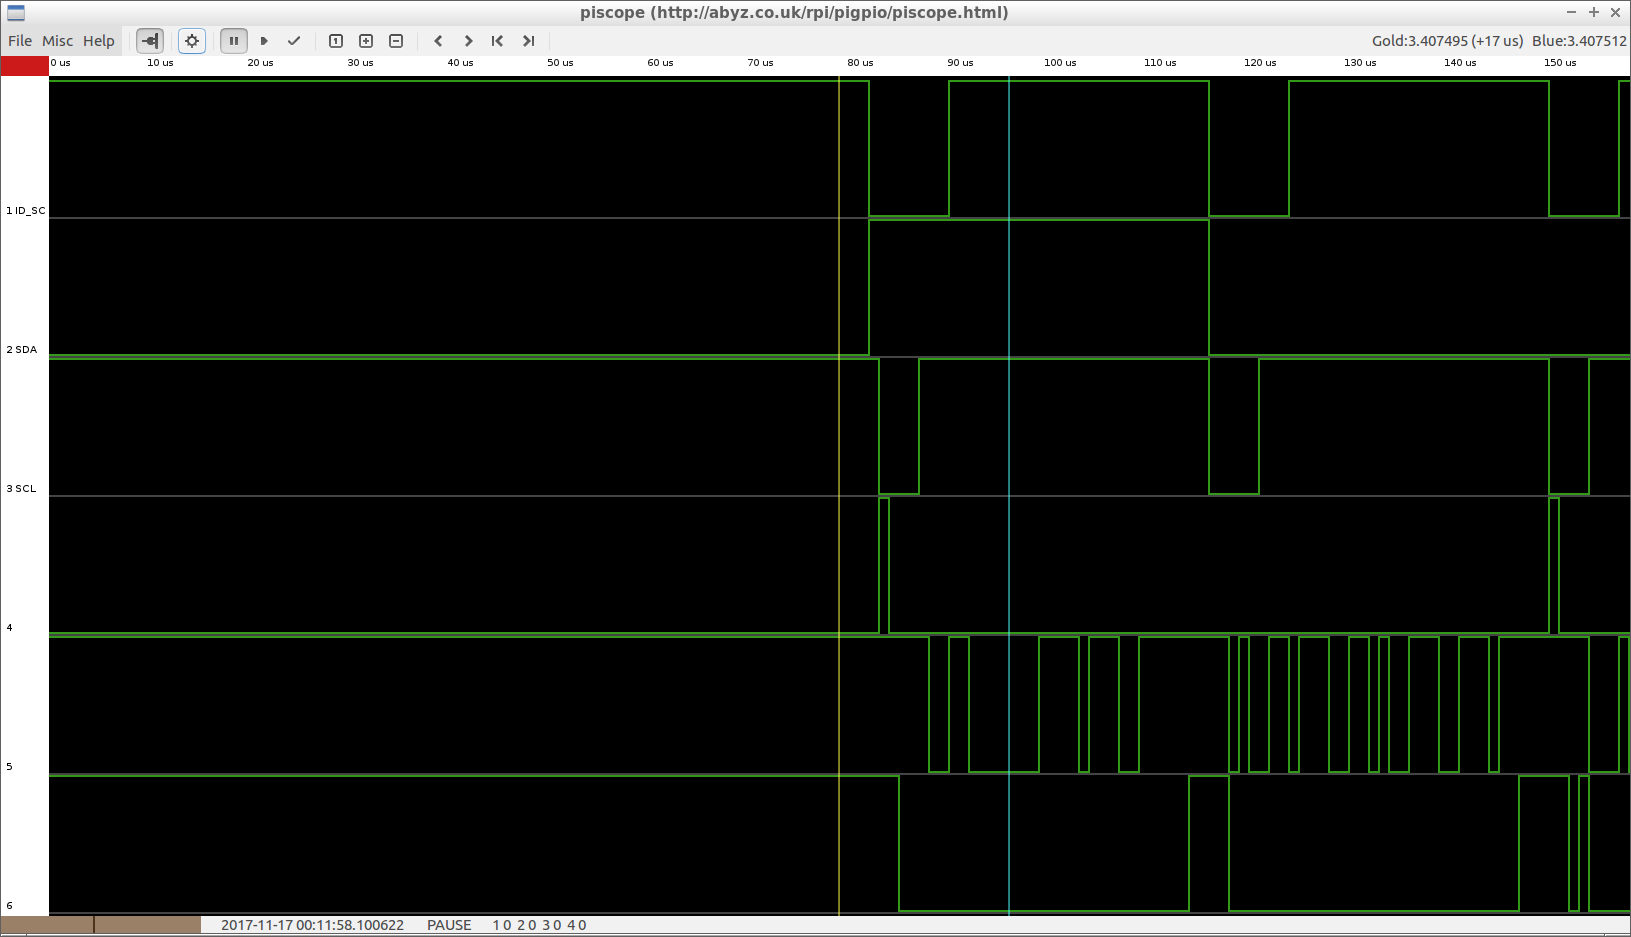 piscope (http://abyz.co.uk/rpi/pigpio/piscope.html)
File Misc Help 1 Gold:3.407495 (+17 us) Blue:3.407512
0 us 10 us 20 us 30 us 40 us 50 us 60 us 70 us 80 us 90 us 100 us 110 us 120 us 130 us 140 us 150 us
1 ID_SC
2 SDA
3 SCL
4
5
6
2017-11-17 00:11:58.100622 PAUSE 1 0 2 0 3 0 4 0